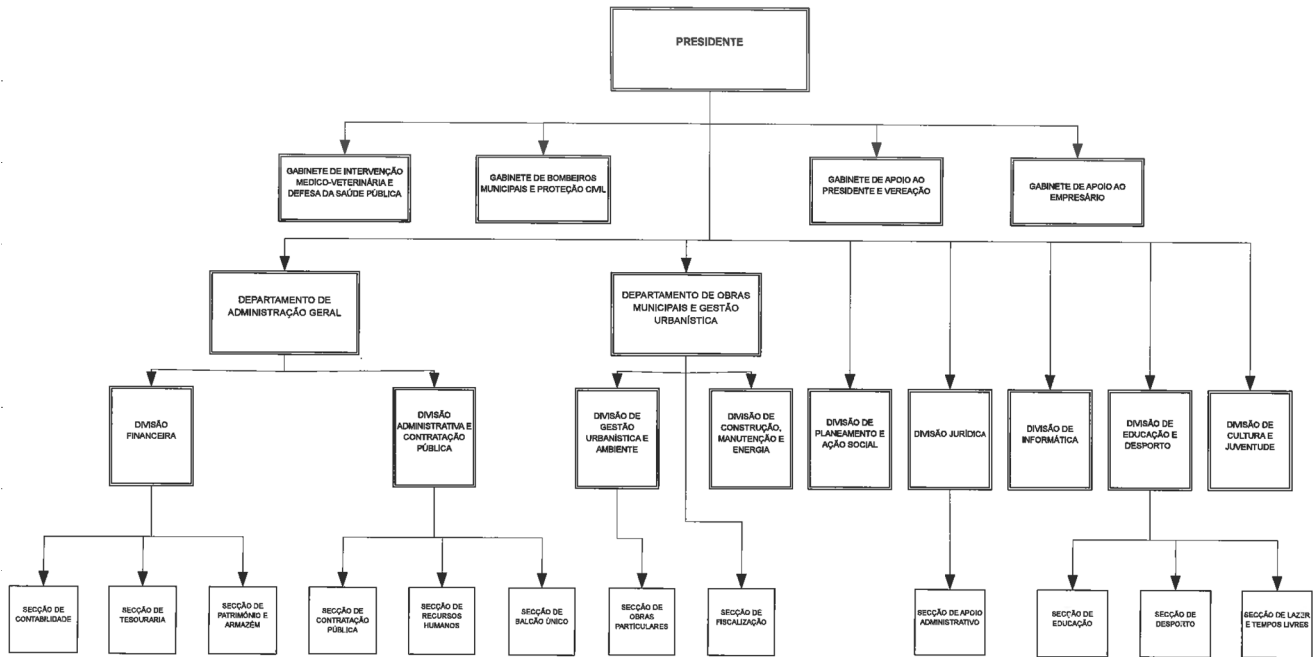 PRESIDENTE
GABINETE DE INTERVENÇÃO
MEDICO-VETERINÁRIA E
DEFESA DA SAÚDE PÚBLICA
GABINETE DE BOMBEIROS
MUNICIPAIS E PROTEÇÃO CIVIL
GABINETE DE APOIO AO
PRESIDENTE E VEREAÇÃO
GABINETE DE APOIO AO
EMPRESÁRIO
DEPARTAMENTO DE
ADMINISTRAÇÃO GERAL
DEPARTAMENTO DE OBRAS
MUNICIPAIS E GESTÃO
URBANÍSTICA
DIVISÃO
FINANCEIRA
DIVISÃO
ADMINISTRATIVA E
CONTRATAÇÃO
PÚBLICA
DIVISÃO DE
GESTÃO
URBANÍSTICA E
AMBIENTE
DIVISÃO DE
CONSTRUÇÃO,
MANUTENÇÃO E
ENERGIA
DIVISÃO DE
PLANEAMENTO E
AÇÃO SOCIAL
DIVISÃO JURÍDICA
DIVISÃO DE
INFORMÁTICA
DIVISÃO DE
EDUCAÇÃO E
DESPORTO
DIVISÃO DE
CULTURA E
JUVENTUDE
SECÇÃO DE
CONTABILIDADE
SECÇÃO DE
TESOURARIA
SECÇÃO DE
PATRIMÓNIO E
ARMAZÉM
SECÇÃO DE
CONTRATAÇÃO
PÚBLICA
SECÇÃO DE
RECURSOS
HUMANOS
SECÇÃO DE
BALCÃO ÚNICO
SECÇÃO DE
OBRAS
PARTICULARES
SECÇÃO DE
FISCALIZAÇÃO
SECÇÃO DE APOIO
ADMINISTRATIVO
SECÇÃO DE
EDUCAÇÃO
SECÇÃO DE
DESPORTO
SECÇÃO DE LAZER
E TEMPOS LIVRES